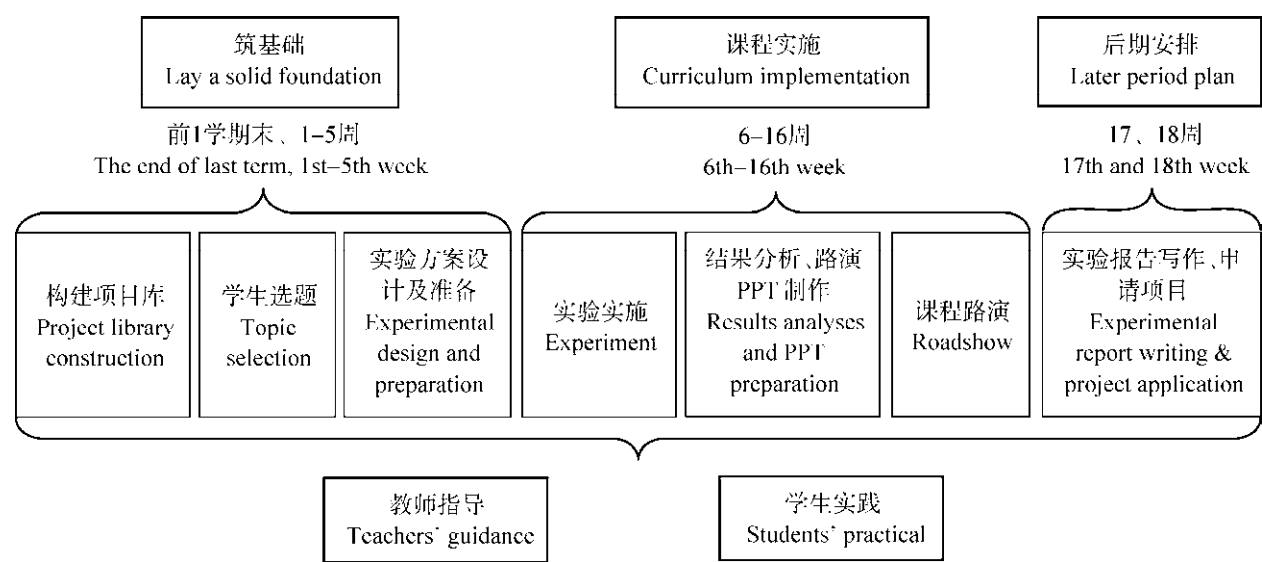 筑基础
Lay a solid foundation
课程实施
Curriculum implementation
后期安排
Later period plan
前1学期末、1–5周
The end of last term, 1st–5th week
6–16周
6th–16th week
17、18周
17th and 18th week
构建项目库
Project library
construction
学生选题
Topic
selection
实验方案设
计及准备
Experimental
design and
preparation
实验实施
Experiment
结果分析、路演
PPT 制作
Results analyses
and PPT
preparation
课程路演
Roadshow
实验报告写作、申
请项目
Experimental
report writing &
project application
教师指导
Teachers' guidance
学生实践
Students' practical